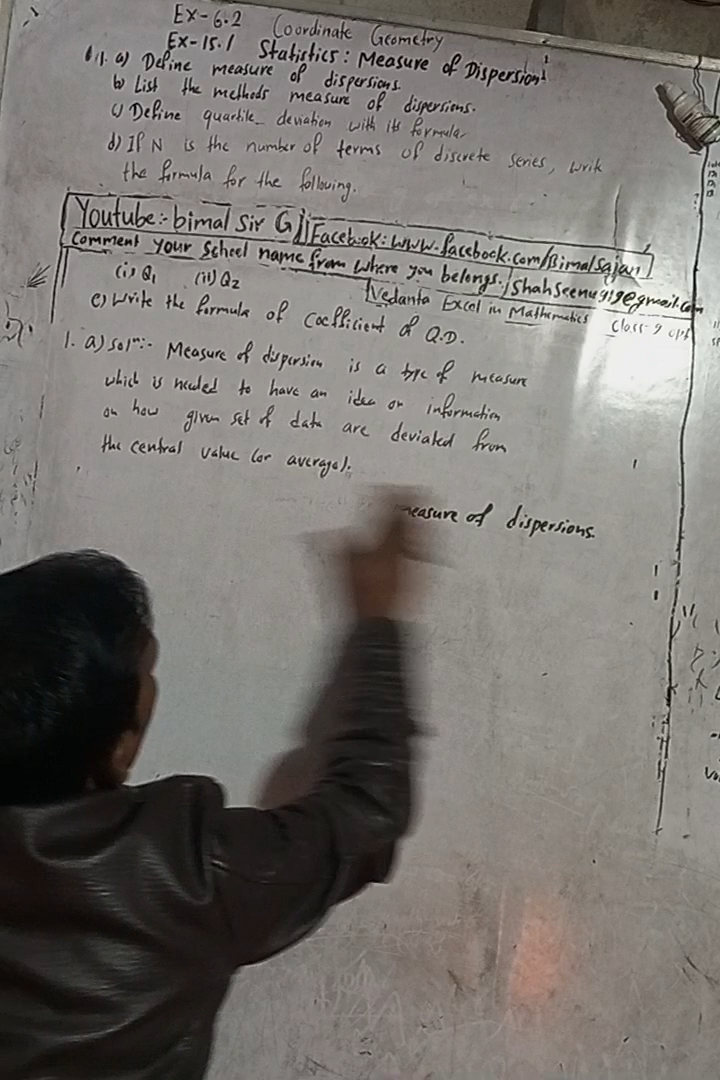 Ex-6.2 Coordinate Geometry
Ex-15.1 Statistics: Measure of Dispersion
1. a) Define measure of dispersions.
b) List the methods measure of dispersions.
c) Define quartile deviation with its formula
d) If N is the number of terms of discrete series, write
the formula for the following.
Youtube:- bimal Sir G Facebook: www.facebook.com/Bimalsajan
Comment your School name from where you belongs. Shahseenu919@gmail.com
(i) Q1 (ii) Q2
Vedanta Excel in Mathematics Class-9 opt
e) Write the formula of Coefficient of Q.D.
1. a) solⁿ:- Measure of dispersion is a type of measure
which is needed to have an idea or information
on how given set of data are deviated from
the central value (or average).
measure of dispersions.